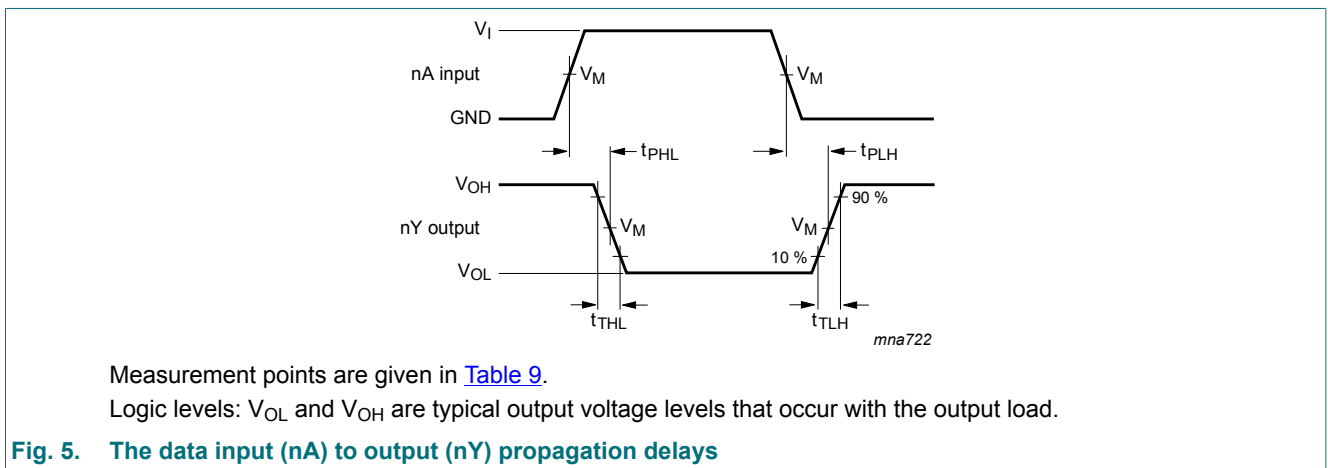 V_I
nA input
V_M
V_M
GND
t_PHL
t_PLH
V_OH
90 %
nY output
V_M
V_M
10 %
V_OL
t_THL
t_TLH
mna722
Measurement points are given in Table 9.
Logic levels: V_OL and V_OH are typical output voltage levels that occur with the output load.
Fig. 5. The data input (nA) to output (nY) propagation delays